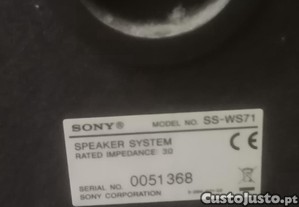 SONY® MODEL NO. SS-WS71
SPEAKER SYSTEM
RATED IMPEDANCE: 3Ω
CE
SERIAL NO. 0051368
SONY CORPORATION
CustoJusto.pt